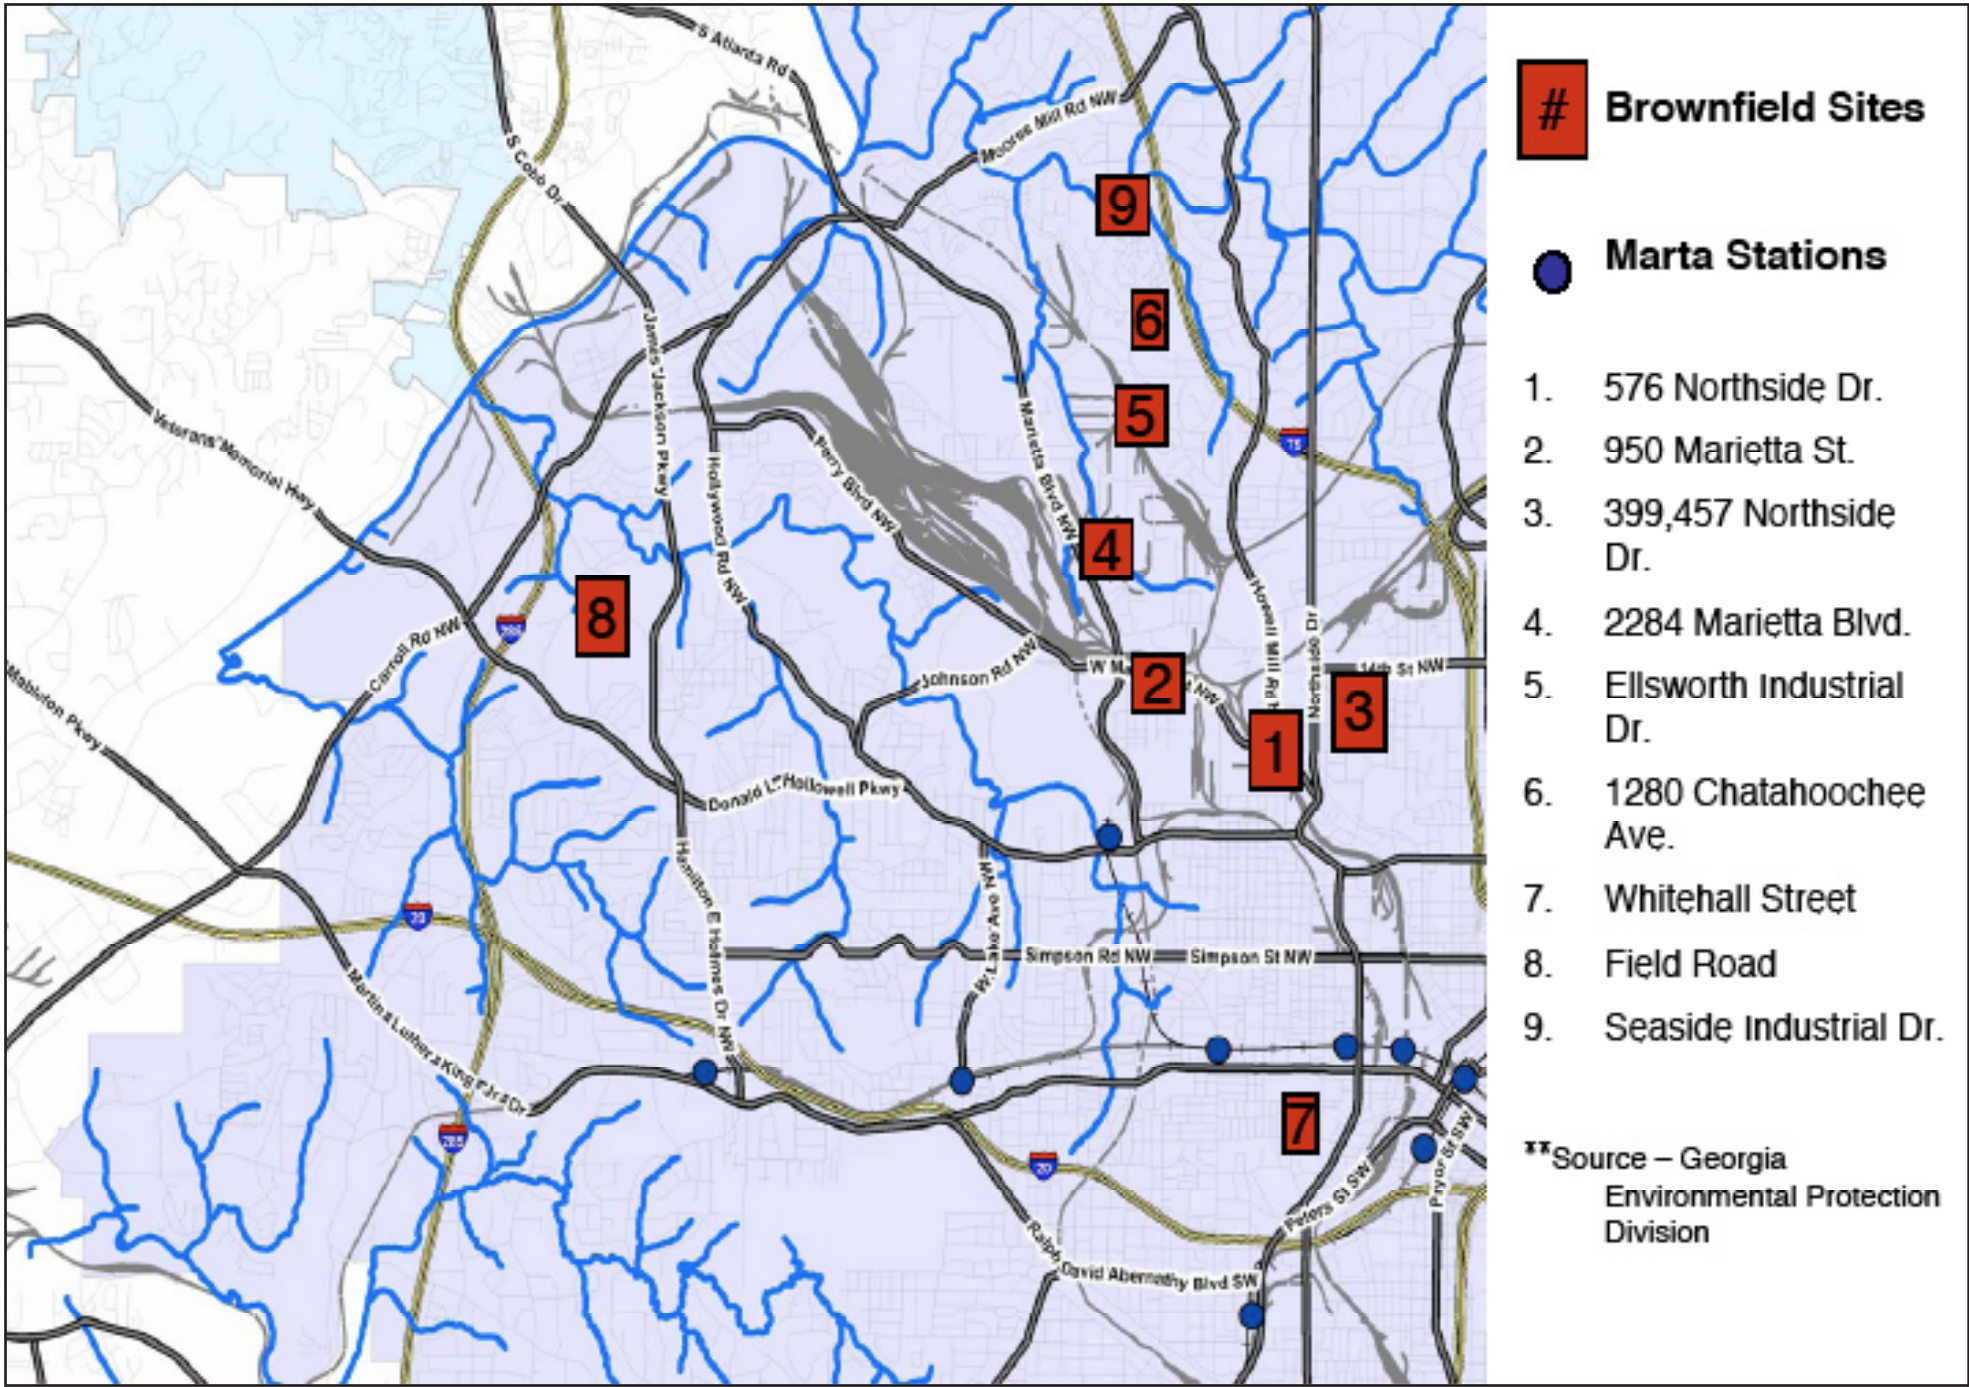 S Atlanta Rd
S Cobb Dr
Moores Mill Rd NW
9
6
James Jackson Pkwy
5
75
Marietta Blvd NW
Perry Blvd NW
Hollywood Rd NW
Veterans Memorial Hwy
4
8
285
Carroll Rd NW
Howell Mill Rd
Northside Dr
Johnson Rd NW
W Ma
NW
14th St NW
2
3
1
Mableton Pkwy
Donald L Hollowell Pkwy
Hamilton E Holmes Dr NW
20
Lake Ave NW
Simpson Rd NW
Simpson St NW
Martin Luther King Jr Dr
7
285
20
Peters St SW
Pryor St SW
Ralph David Abernathy Blvd SW
# Brownfield Sites
Marta Stations
1. 576 Northside Dr.
2. 950 Marietta St.
3. 399,457 Northside
Dr.
4. 2284 Marietta Blvd.
5. Ellsworth Industrial
Dr.
6. 1280 Chatahoochee
Ave.
7. Whitehall Street
8. Field Road
9. Seaside Industrial Dr.
**Source – Georgia
Environmental Protection
Division